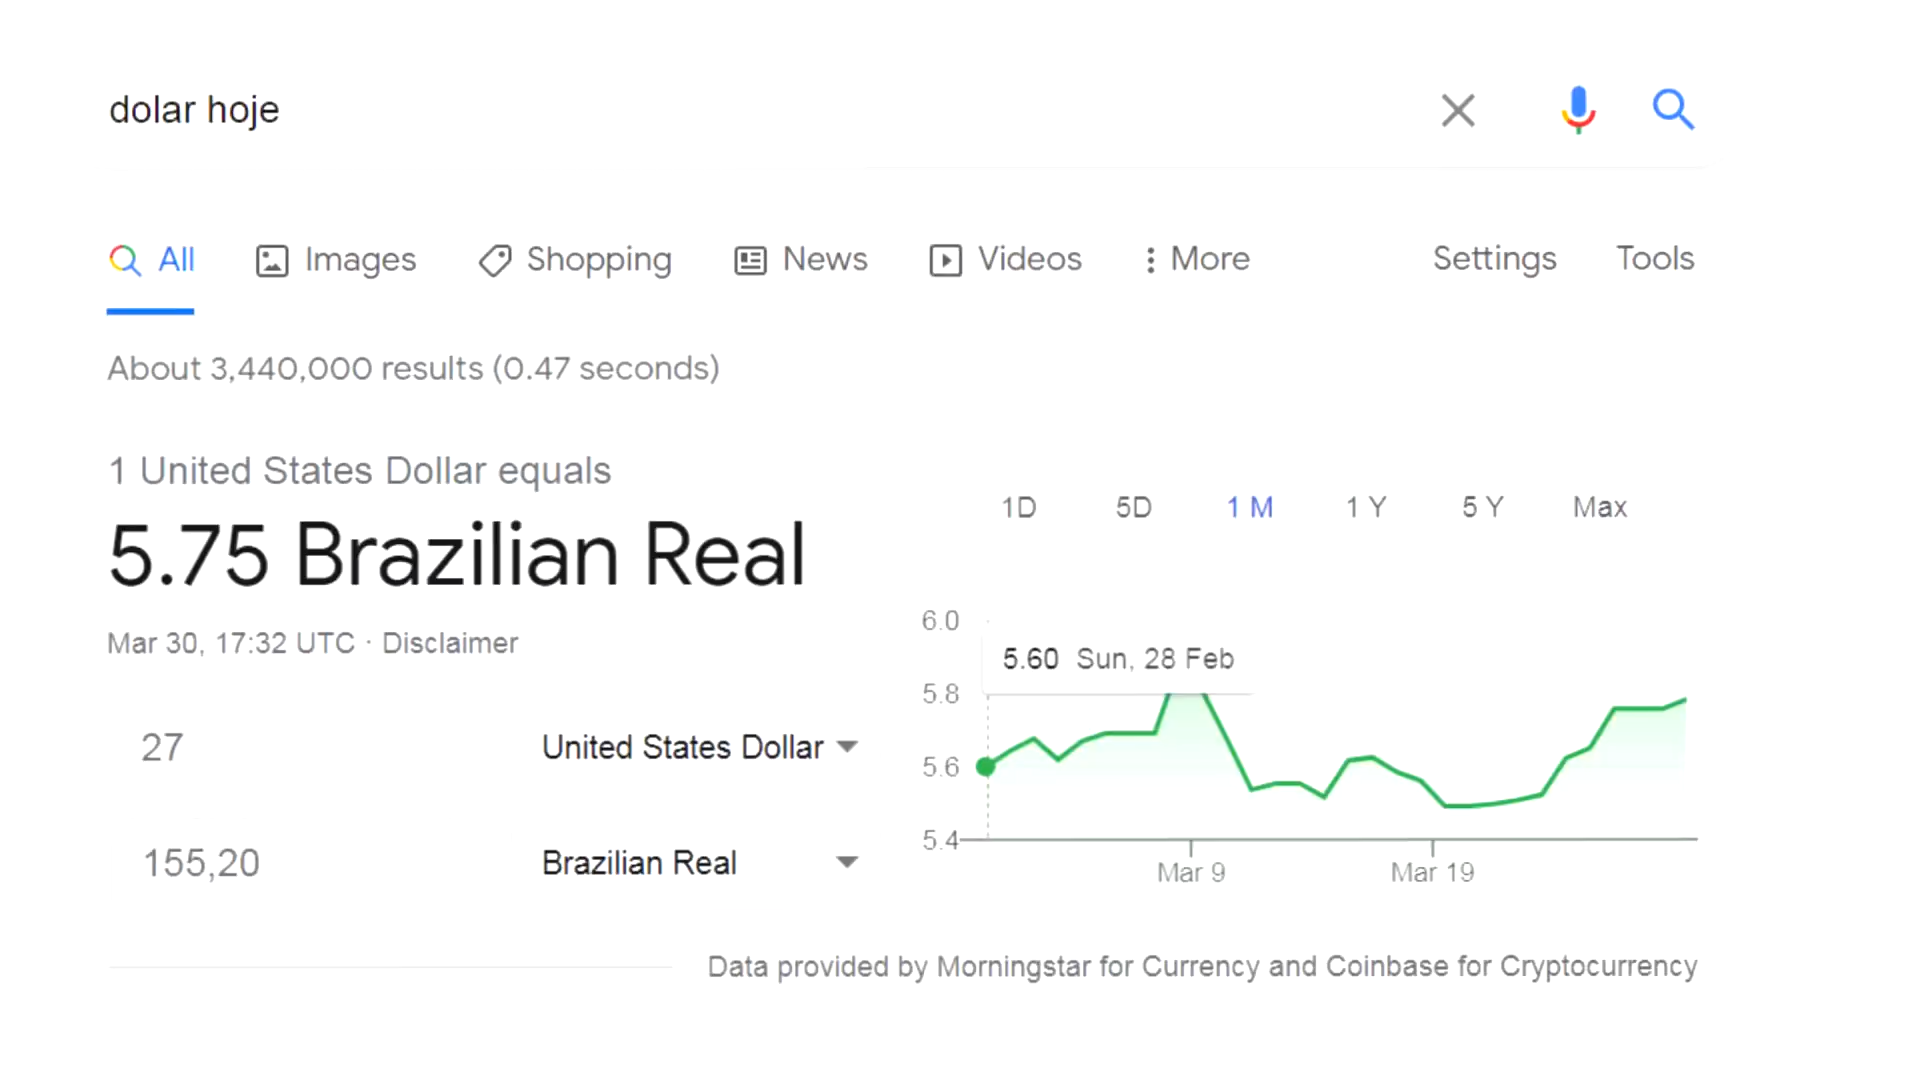 dolar hoje
All Images Shopping News Videos More Settings Tools
About 3,440,000 results (0.47 seconds)
1 United States Dollar equals
5.75 Brazilian Real
Mar 30, 17:32 UTC · Disclaimer
27 United States Dollar
155,20 Brazilian Real
1D 5D 1 M 1 Y 5 Y Max
6.0
5.60 Sun, 28 Feb
5.8
5.6
5.4
Mar 9 Mar 19
Data provided by Morningstar for Currency and Coinbase for Cryptocurrency